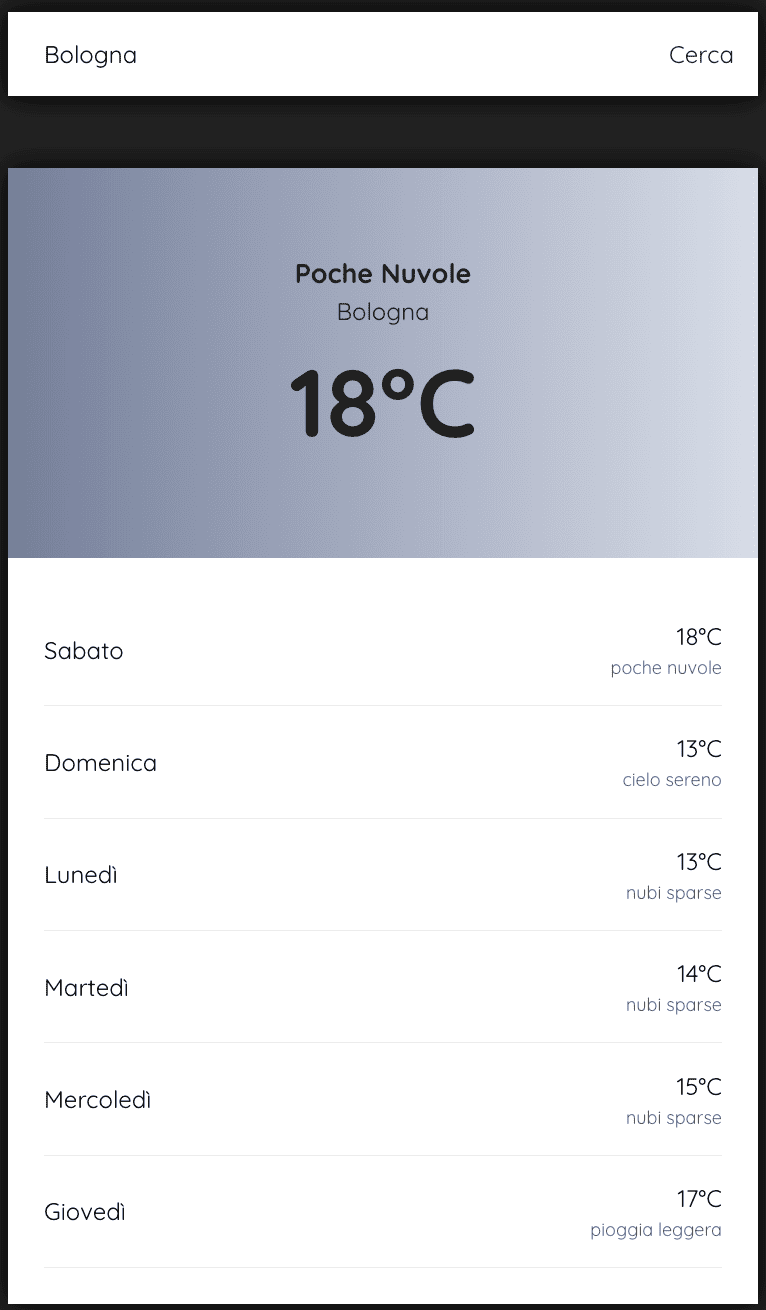 Bologna
Cerca
Poche Nuvole
Bologna
18°C
Sabato
18°C
poche nuvole
Domenica
13°C
cielo sereno
Lunedì
13°C
nubi sparse
Martedì
14°C
nubi sparse
Mercoledì
15°C
nubi sparse
Giovedì
17°C
pioggia leggera